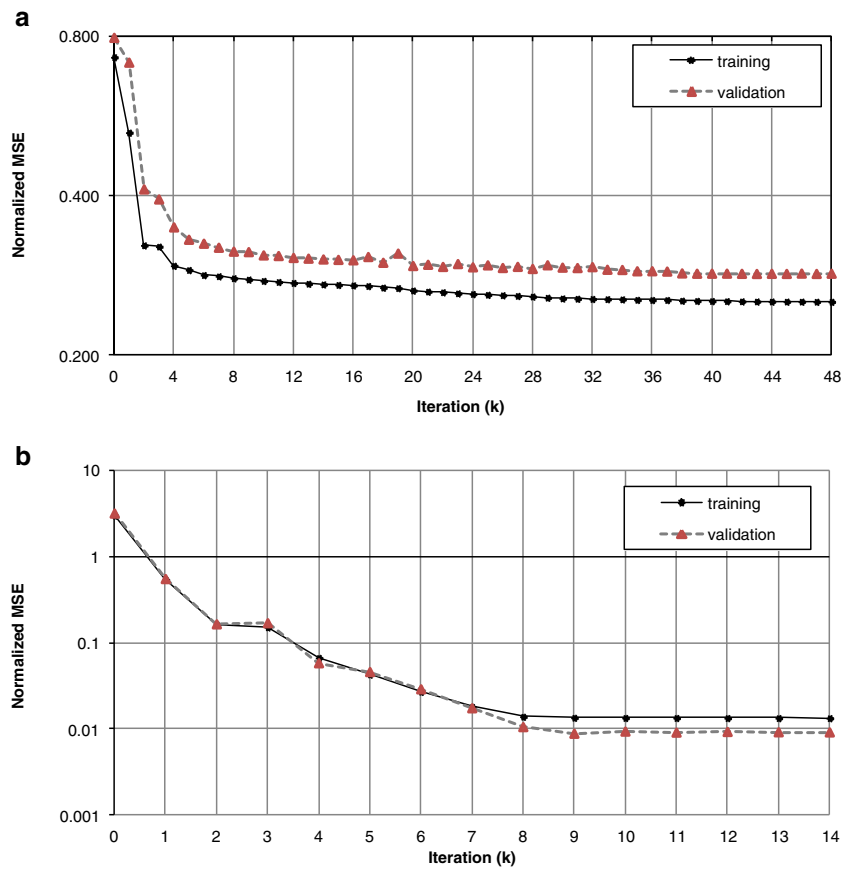 a
0.800
0.400
0.200
Normalized MSE
training
validation
0 4 8 12 16 20 24 28 32 36 40 44 48
Iteration (k)
b
10
1
0.1
0.01
0.001
Normalized MSE
training
validation
0 1 2 3 4 5 6 7 8 9 10 11 12 13 14
Iteration (k)